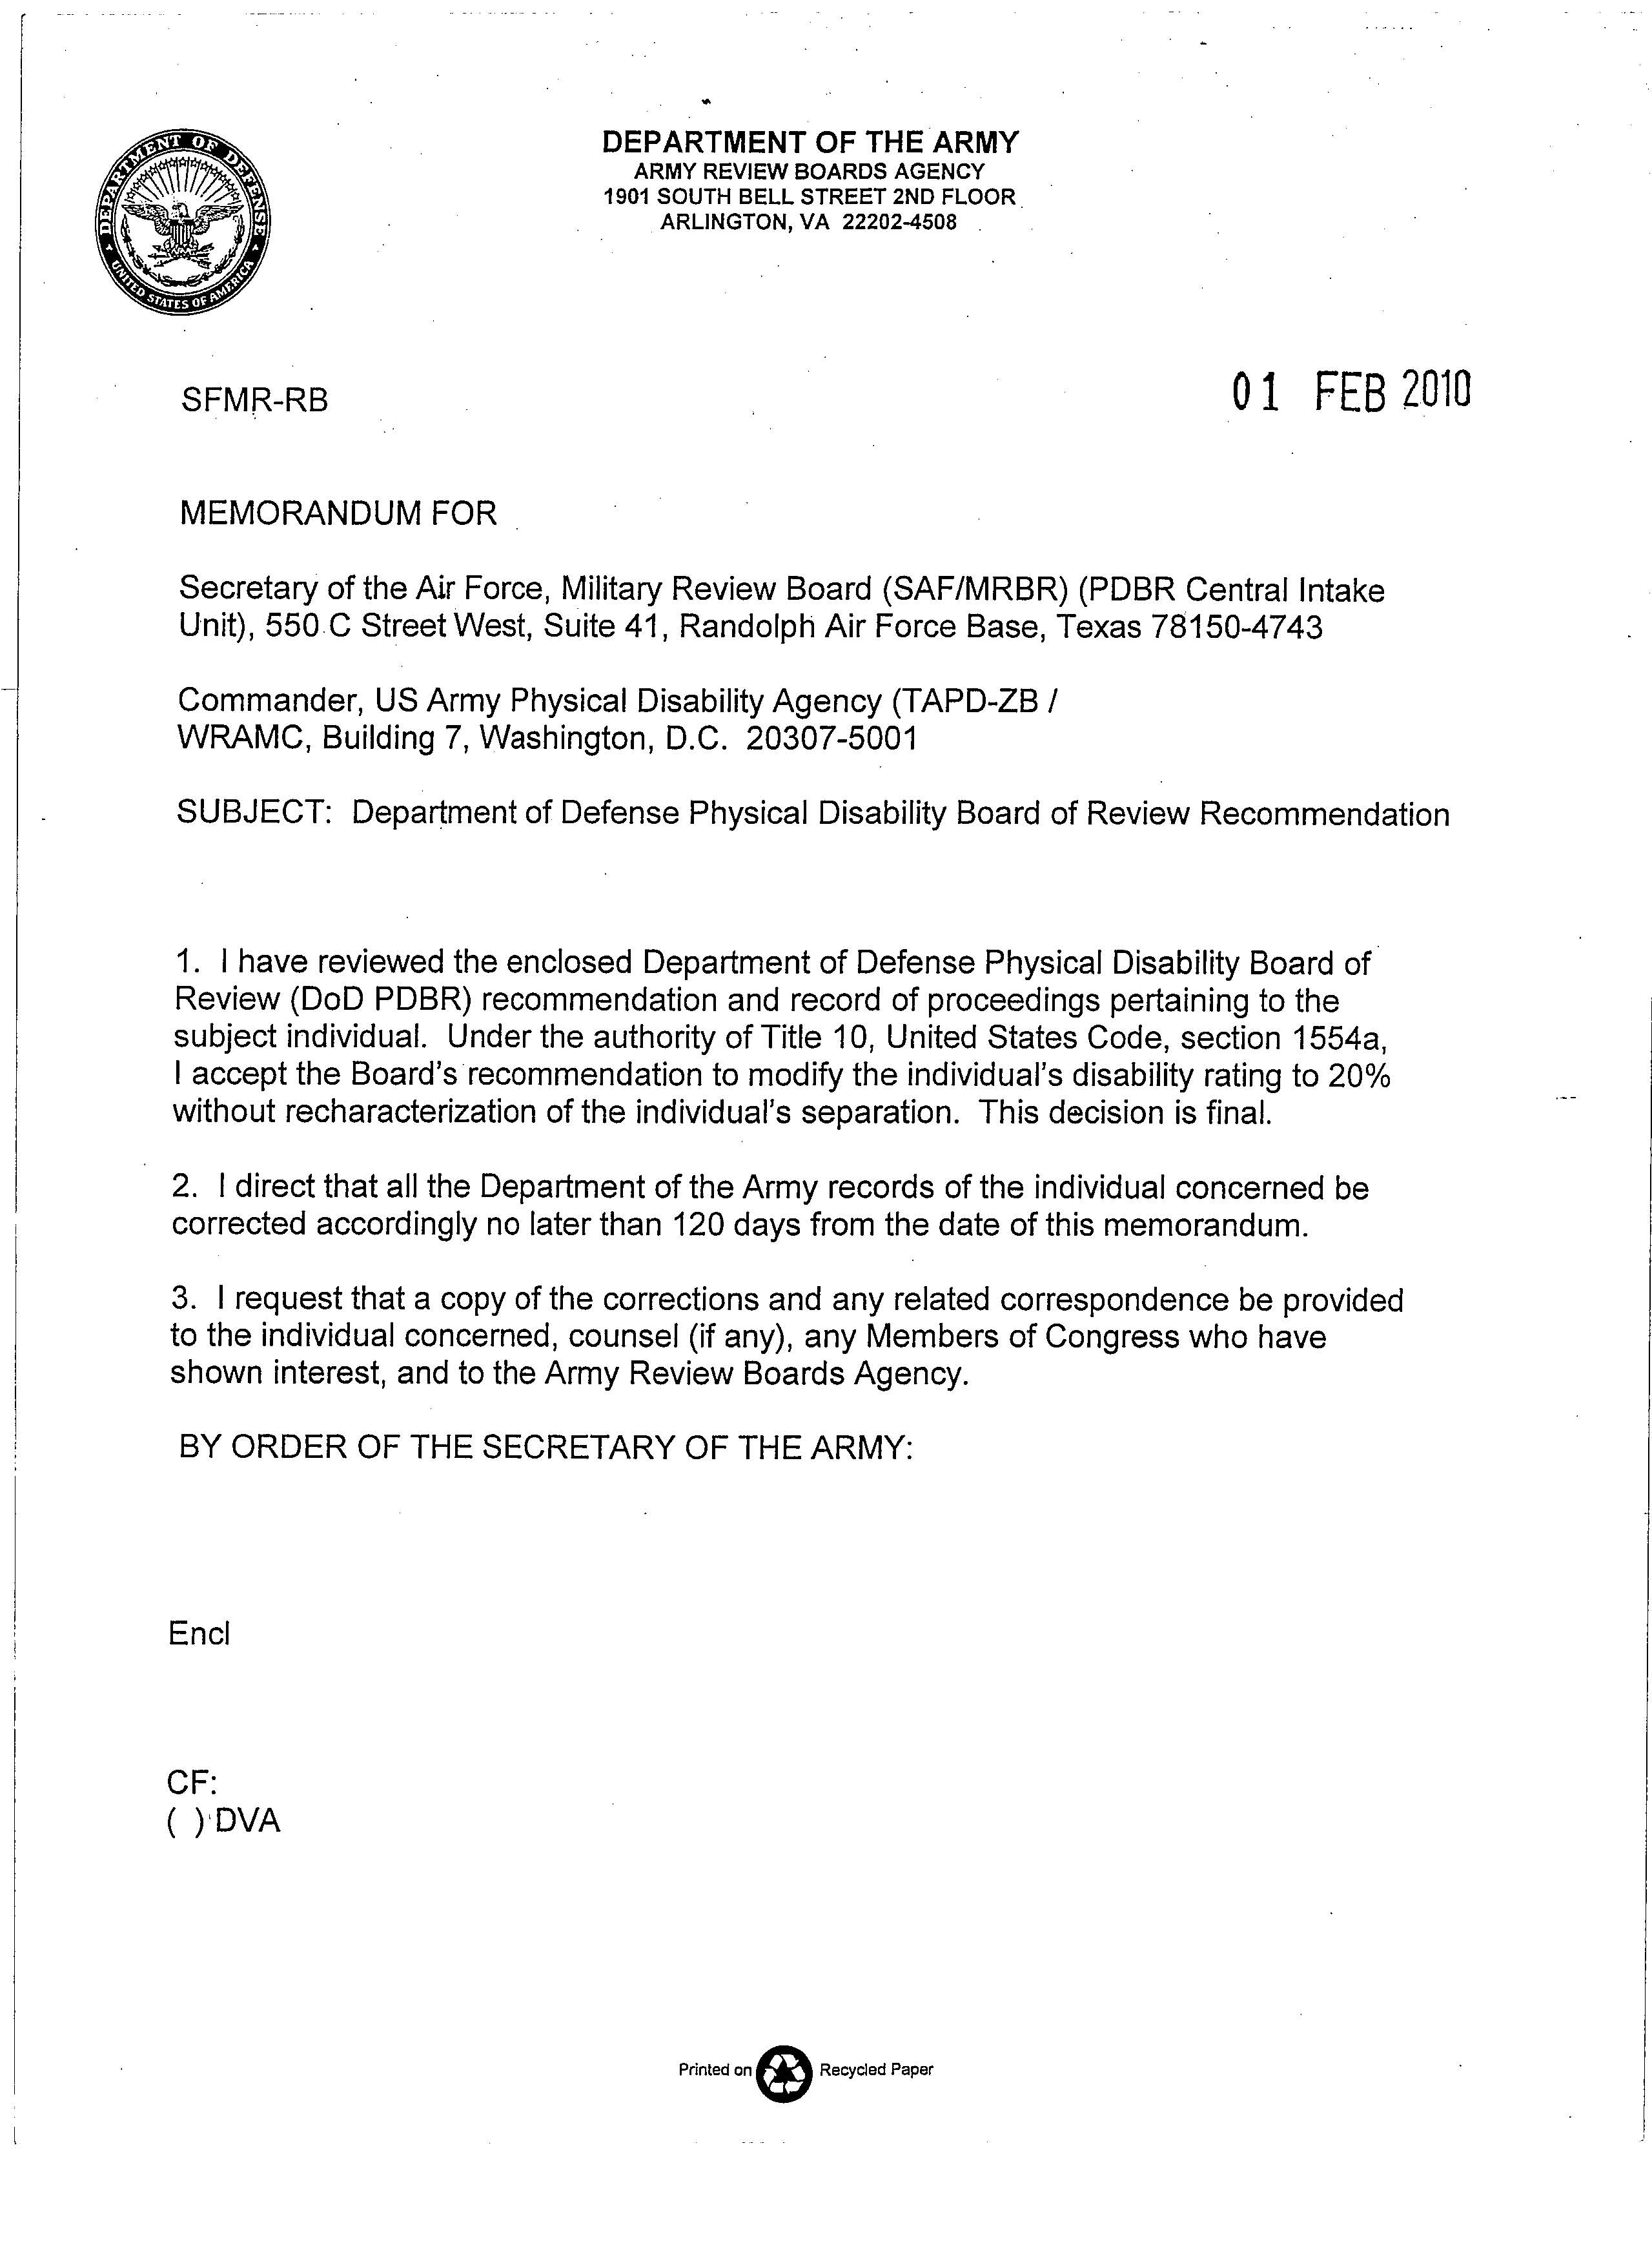 DEPARTMENT OF DEFENSE
UNITED STATES OF AMERICA
DEPARTMENT OF THE ARMY
ARMY REVIEW BOARDS AGENCY
1901 SOUTH BELL STREET 2ND FLOOR
ARLINGTON, VA 22202-4508
SFMR-RB
01 FEB 2010
MEMORANDUM FOR
Secretary of the Air Force, Military Review Board (SAF/MRBR) (PDBR Central Intake
Unit), 550 C Street West, Suite 41, Randolph Air Force Base, Texas 78150-4743
Commander, US Army Physical Disability Agency (TAPD-ZB /
WRAMC, Building 7, Washington, D.C. 20307-5001
SUBJECT: Department of Defense Physical Disability Board of Review Recommendation
1. I have reviewed the enclosed Department of Defense Physical Disability Board of
Review (DoD PDBR) recommendation and record of proceedings pertaining to the
subject individual. Under the authority of Title 10, United States Code, section 1554a,
I accept the Board's recommendation to modify the individual's disability rating to 20%
without recharacterization of the individual's separation. This decision is final.
2. I direct that all the Department of the Army records of the individual concerned be
corrected accordingly no later than 120 days from the date of this memorandum.
3. I request that a copy of the corrections and any related correspondence be provided
to the individual concerned, counsel (if any), any Members of Congress who have
shown interest, and to the Army Review Boards Agency.
BY ORDER OF THE SECRETARY OF THE ARMY:
Encl
CF:
( ) DVA
Printed on Recycled Paper